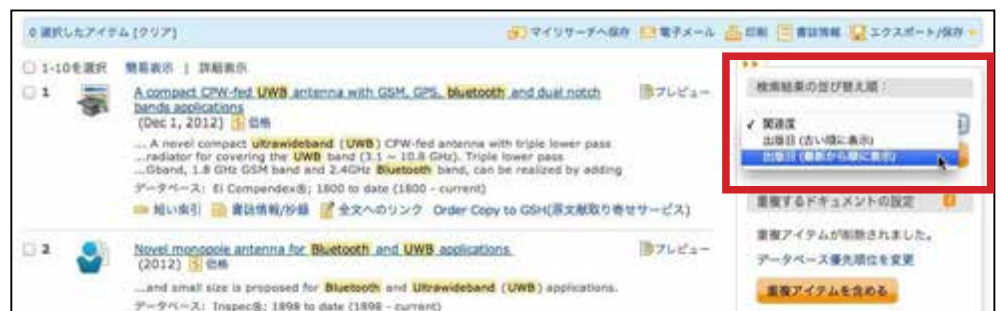 0 選択したアイテム [クリア] マイリサーチへ保存 電子メール 印刷 書誌情報 エクスポート/保存
1-10を選択 簡易表示 | 詳細表示
1 A compact CPW-fed UWB antenna with GSM, GPS, bluetooth and dual notch プレビュー
bands applications
(Dec 1, 2012) 価格
... A novel compact ultrawideband (UWB) CPW-fed antenna with triple lower pass
...radiator for covering the UWB band (3.1 ~ 10.8 GHz). Triple lower pass
...Gband, 1.8 GHz GSM band and 2.4GHz Bluetooth band, can be realized by adding
データベース: Ei Compendex®; 1800 to date (1800 - current)
短い索引 書誌情報/抄録 全文へのリンク Order Copy to GSH(原文献取り寄せサービス)
2 Novel monopole antenna for Bluetooth and UWB applications. プレビュー
(2012) 価格
...and small size is proposed for Bluetooth and Ultrawideband (UWB) applications.
データベース: Inspec®; 1898 to date (1898 - current)
検索結果の並び替え順:
✓ 関連度
出版日 (古い順に表示)
出版日 (最新から順に表示)
重複するドキュメントの設定
重複アイテムが削除されました。
データベース優先順位を変更
重複アイテムを含める